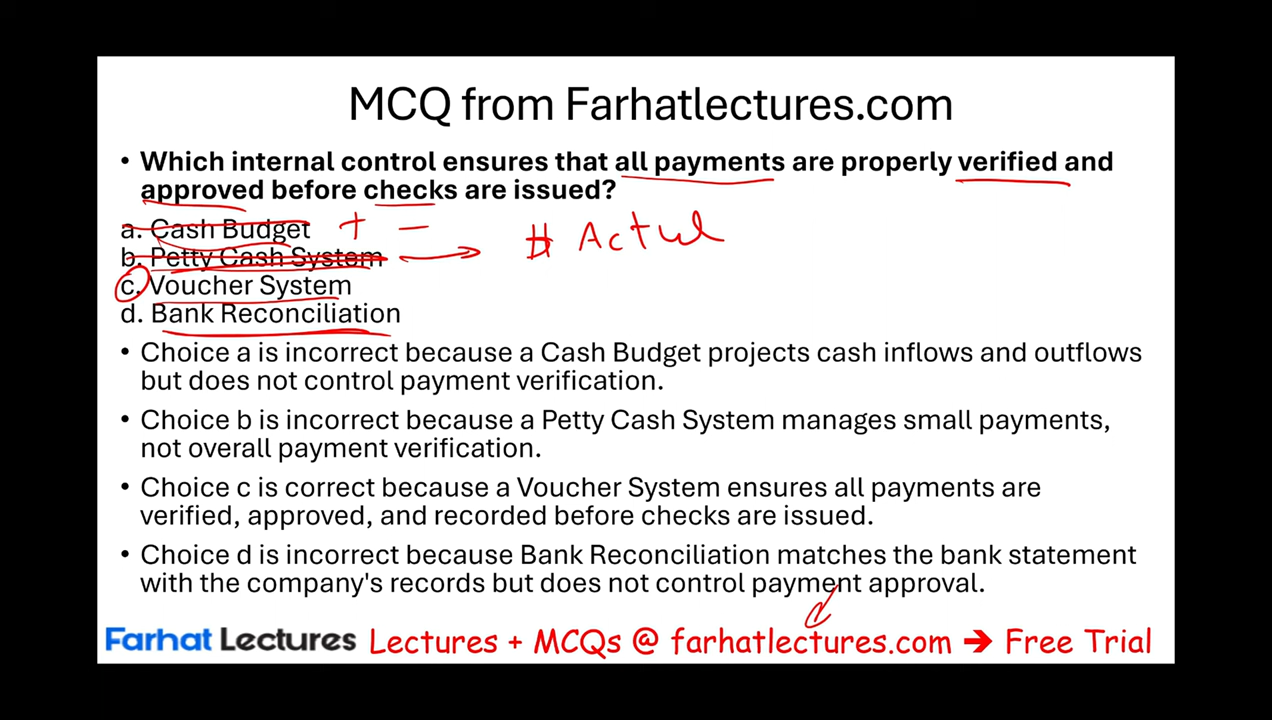 MCQ from Farhatlectures.com
• Which internal control ensures that all payments are properly verified and
approved before checks are issued?
a. Cash Budget + −
b. Petty Cash System
c. Voucher System
d. Bank Reconciliation
• Choice a is incorrect because a Cash Budget projects cash inflows and outflows
but does not control payment verification.
• Choice b is incorrect because a Petty Cash System manages small payments,
not overall payment verification.
• Choice c is correct because a Voucher System ensures all payments are
verified, approved, and recorded before checks are issued.
• Choice d is incorrect because Bank Reconciliation matches the bank statement
with the company's records but does not control payment approval.
Farhat Lectures Lectures + MCQs @ farhatlectures.com ➔ Free Trial